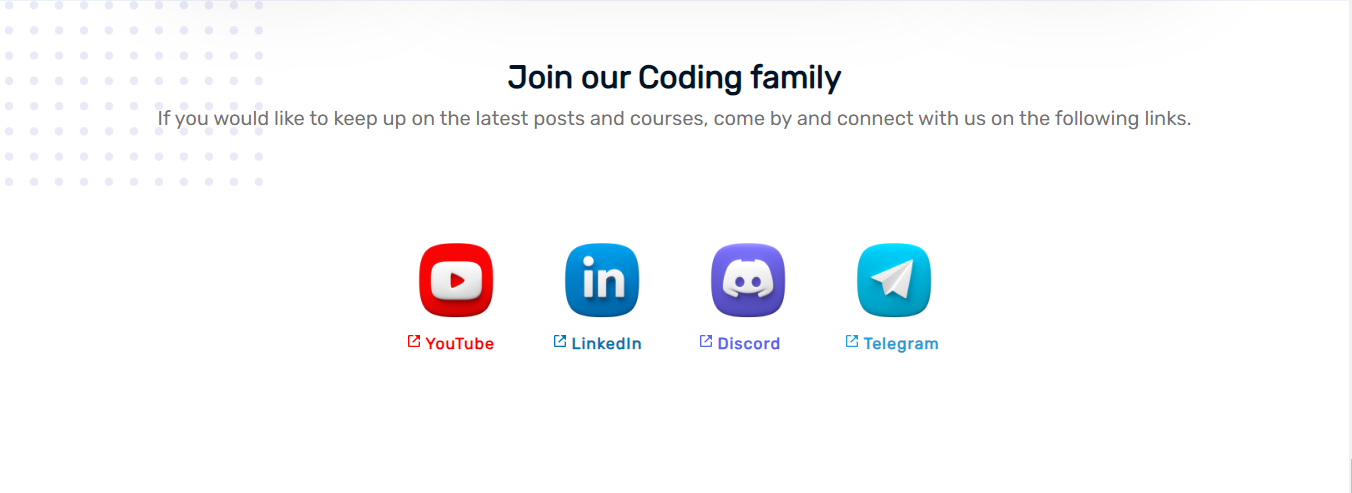 Join our Coding family
If you would like to keep up on the latest posts and courses, come by and connect with us on the following links.
in
YouTube LinkedIn Discord Telegram